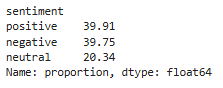 sentiment
positive    39.91
negative    39.75
neutral     20.34
Name: proportion, dtype: float64